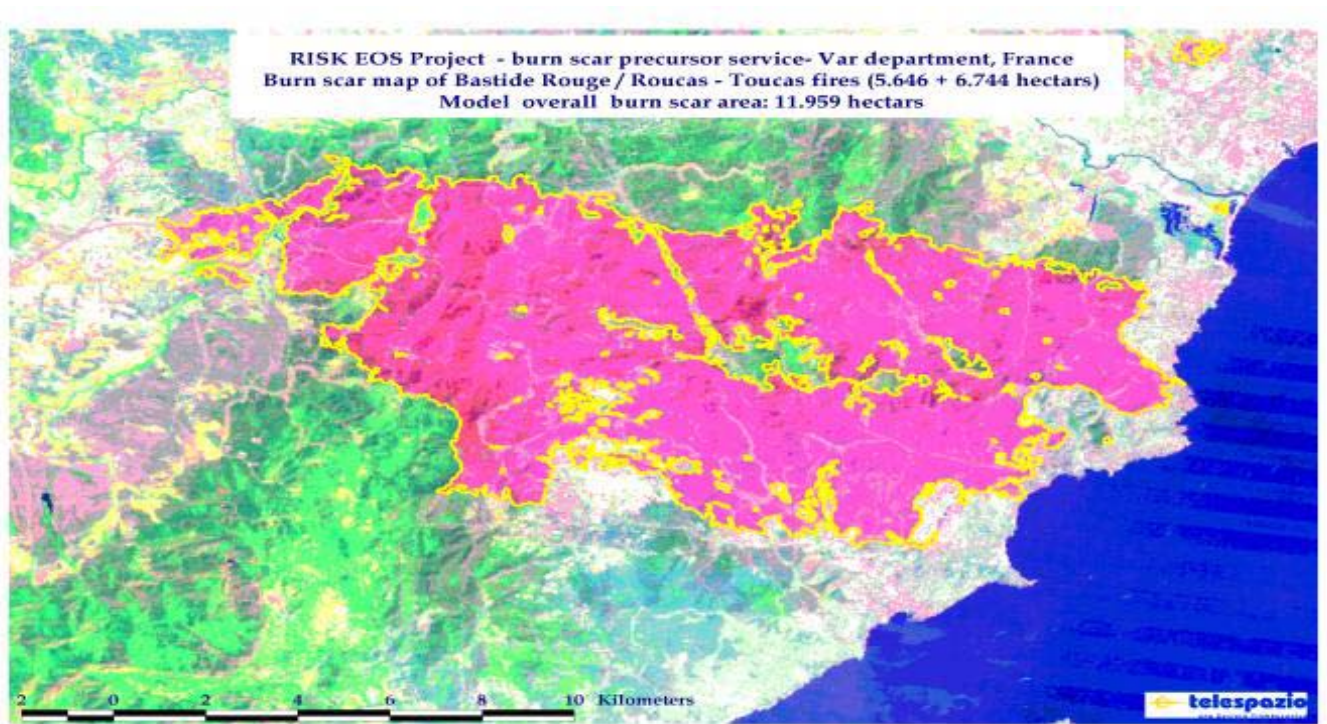 RISK EOS Project - burn scar precursor service- Var department, France
Burn scar map of Bastide Rouge / Roucas - Toucas fires (5.646 + 6.744 hectars)
Model overall burn scar area: 11.959 hectars
2 0 2 4 6 8 10 Kilometers
telespazio